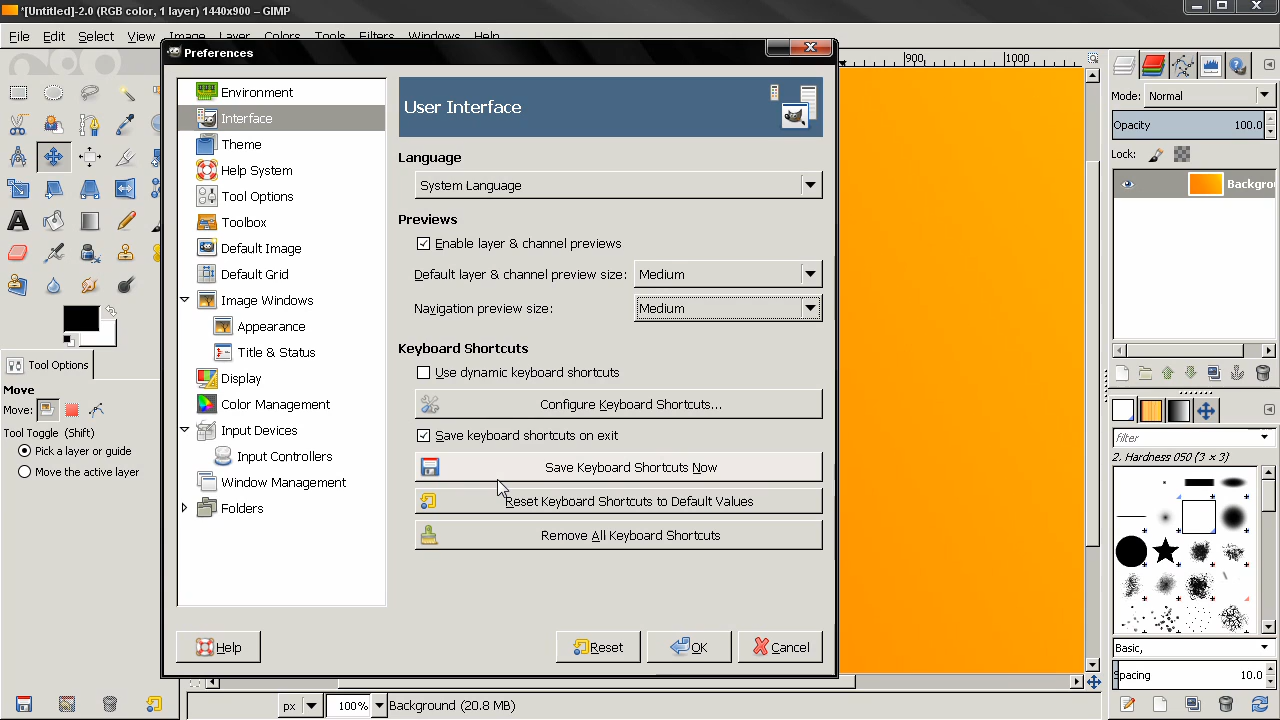 *[Untitled]-2.0 (RGB color, 1 layer) 1440x900 – GIMP
File Edit Select View Image Layer Colors Tools Filters Windows Help
Preferences
900
1000
Environment
Interface
Theme
Help System
Tool Options
Toolbox
Default Image
Default Grid
Image Windows
Appearance
Title & Status
Display
Color Management
Input Devices
Input Controllers
Window Management
Folders
User Interface
Language
System Language
Previews
Enable layer & channel previews
Default layer & channel preview size: Medium
Navigation preview size: Medium
Keyboard Shortcuts
Use dynamic keyboard shortcuts
Configure Keyboard Shortcuts...
Save keyboard shortcuts on exit
Save Keyboard Shortcuts Now
Reset Keyboard Shortcuts to Default Values
Remove All Keyboard Shortcuts
Help
Reset
OK
Cancel
Tool Options
Move
Move:
Tool Toggle (Shift)
Pick a layer or guide
Move the active layer
px
100%
Background (20.8 MB)
Mode: Normal
Opacity 100.0
Lock:
Backgrou
filter
2. Hardness 050 (3 × 3)
Basic,
Spacing 10.0